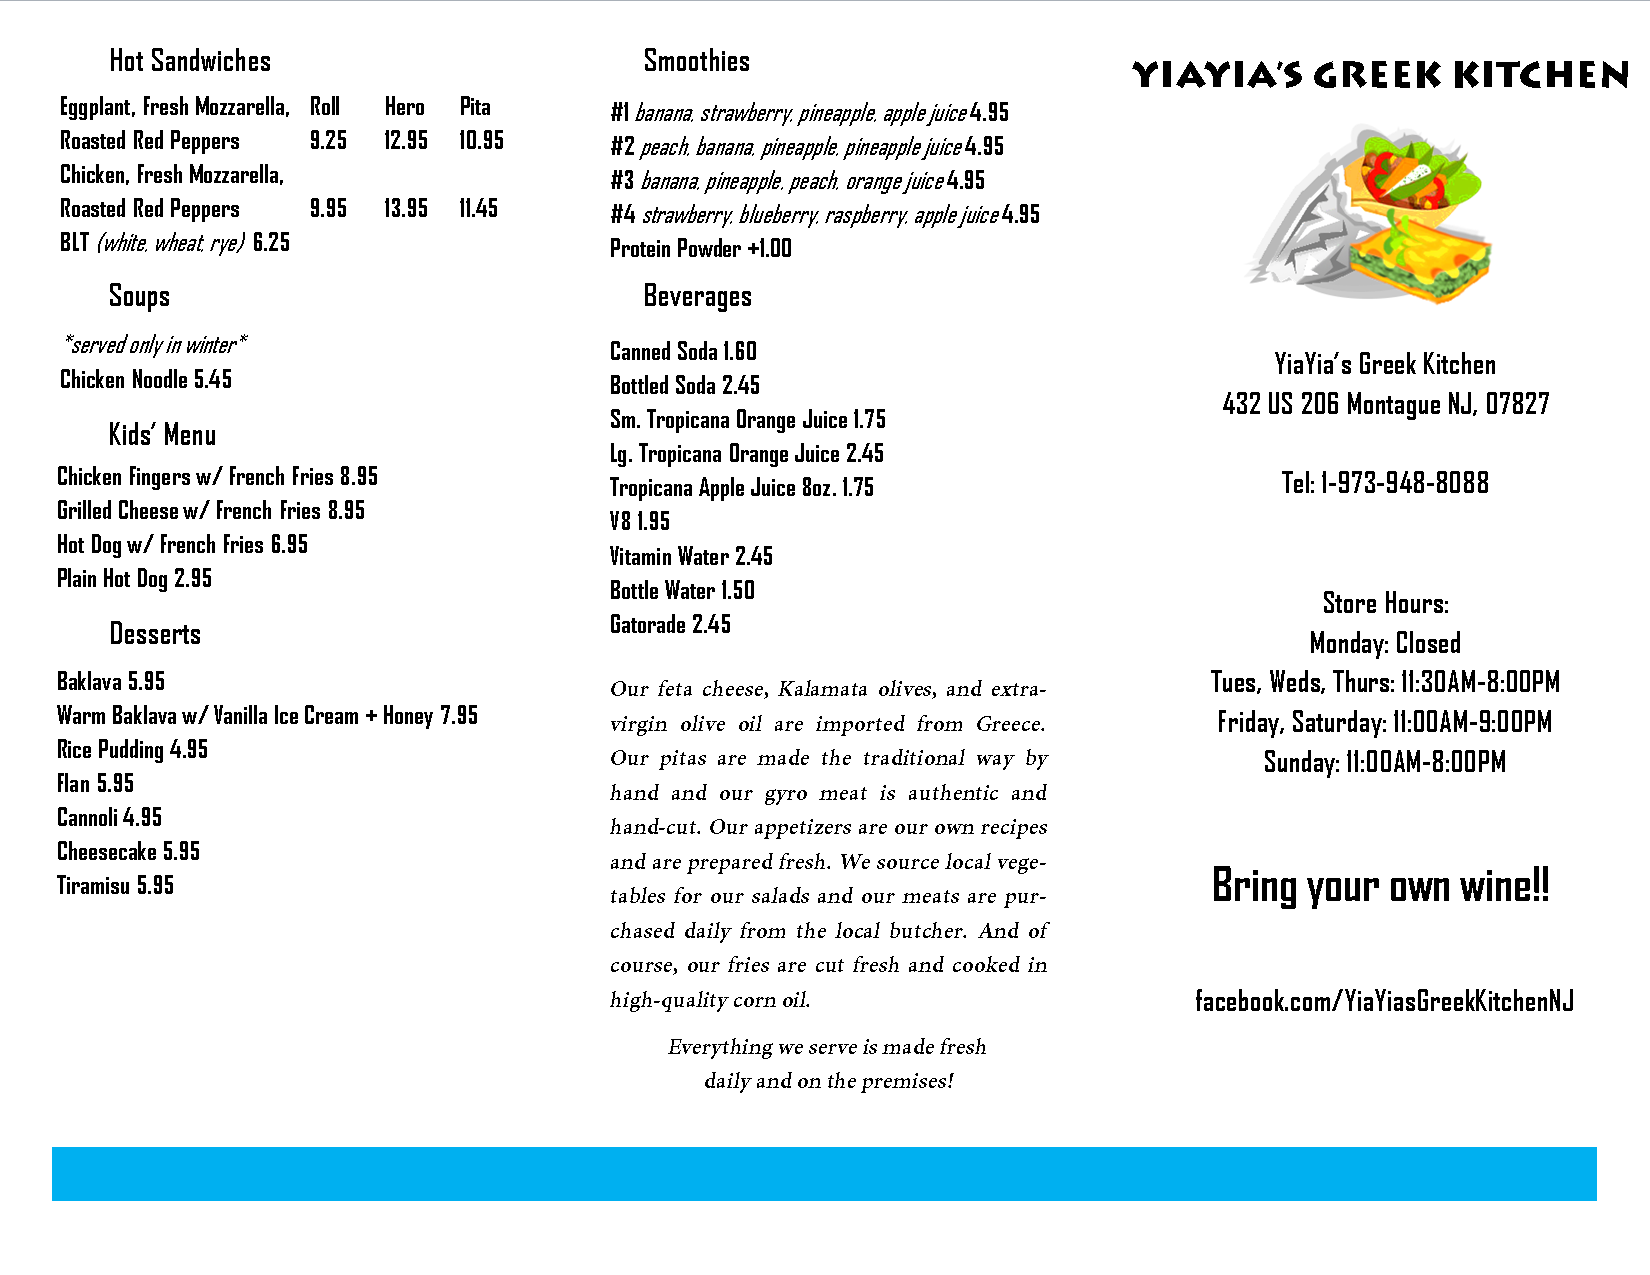 Hot Sandwiches
Eggplant, Fresh Mozzarella, Roll Hero Pita
Roasted Red Peppers 9.25 12.95 10.95
Chicken, Fresh Mozzarella,
Roasted Red Peppers 9.95 13.95 11.45
BLT (white, wheat, rye) 6.25
Soups
*served only in winter*
Chicken Noodle 5.45
Kids’ Menu
Chicken Fingers w/ French Fries 8.95
Grilled Cheese w/ French Fries 8.95
Hot Dog w/ French Fries 6.95
Plain Hot Dog 2.95
Desserts
Baklava 5.95
Warm Baklava w/ Vanilla Ice Cream + Honey 7.95
Rice Pudding 4.95
Flan 5.95
Cannoli 4.95
Cheesecake 5.95
Tiramisu 5.95
Smoothies
#1 banana, strawberry, pineapple, apple juice 4.95
#2 peach, banana, pineapple, pineapple juice 4.95
#3 banana, pineapple, peach, orange juice 4.95
#4 strawberry, blueberry, raspberry, apple juice 4.95
Protein Powder +1.00
Beverages
Canned Soda 1.60
Bottled Soda 2.45
Sm. Tropicana Orange Juice 1.75
Lg. Tropicana Orange Juice 2.45
Tropicana Apple Juice 8oz. 1.75
V8 1.95
Vitamin Water 2.45
Bottle Water 1.50
Gatorade 2.45
Our feta cheese, Kalamata olives, and extra-
virgin olive oil are imported from Greece.
Our pitas are made the traditional way by
hand and our gyro meat is authentic and
hand-cut. Our appetizers are our own recipes
and are prepared fresh. We source local vege-
tables for our salads and our meats are pur-
chased daily from the local butcher. And of
course, our fries are cut fresh and cooked in
high-quality corn oil.
Everything we serve is made fresh
daily and on the premises!
YIAYIA’S GREEK KITCHEN
YiaYia’s Greek Kitchen
432 US 206 Montague NJ, 07827
Tel: 1-973-948-8088
Store Hours:
Monday: Closed
Tues, Weds, Thurs: 11:30AM-8:00PM
Friday, Saturday: 11:00AM-9:00PM
Sunday: 11:00AM-8:00PM
Bring your own wine!!
facebook.com/YiaYiasGreekKitchenNJ